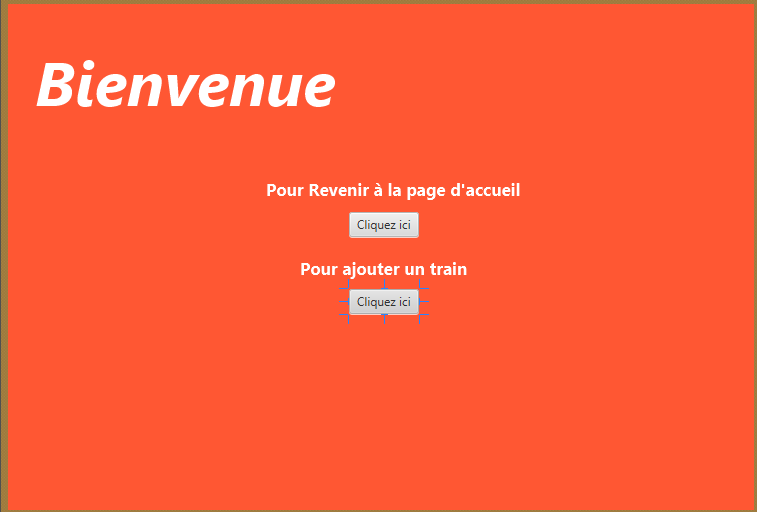 Bienvenue
Pour Revenir à la page d'accueil
Cliquez ici
Pour ajouter un train
Cliquez ici